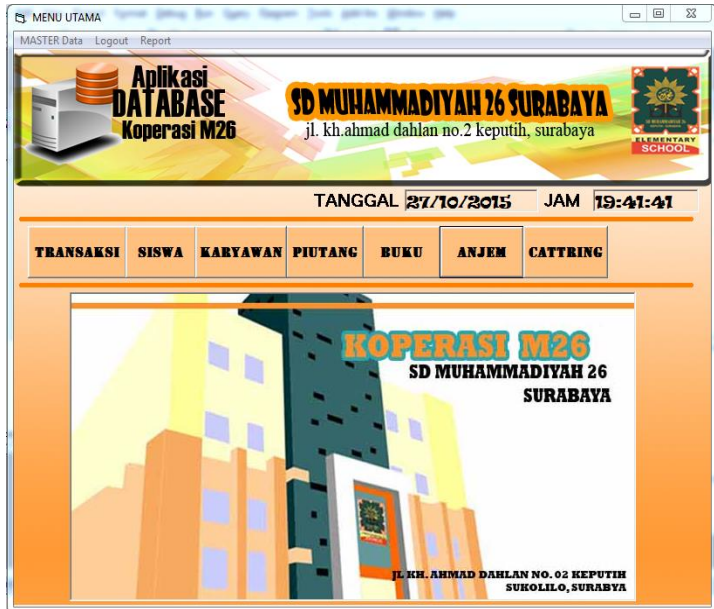 MENU UTAMA
MASTER Data Logout Report
Aplikasi
DATABASE
Koperasi M26
SD MUHAMMADIYAH 26 SURABAYA
jl. kh.ahmad dahlan no.2 keputih, surabaya
ELEMENTARY
SCHOOL
TANGGAL 27/10/2015 JAM 19:41:41
TRANSAKSI SISWA KARYAWAN PIUTANG BUKU ANJEM CATTRING
KOPERASI M26
SD MUHAMMADIYAH 26
SURABAYA
JL KH. AHMAD DAHLAN NO. 02 KEPUTIH
SUKOLILO, SURABYA